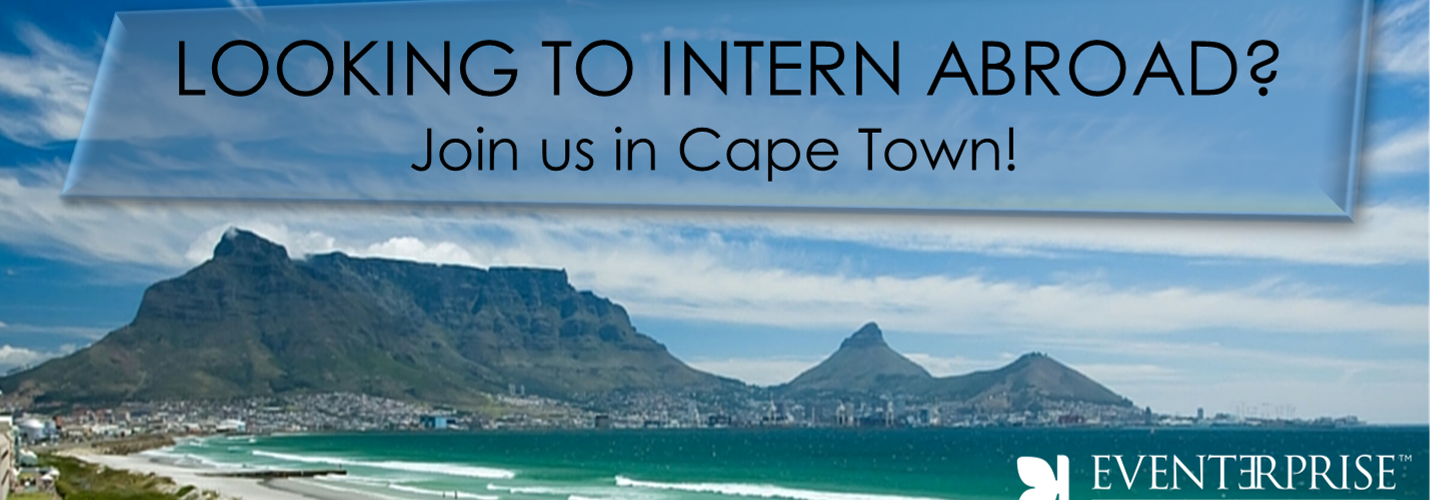 LOOKING TO INTERN ABROAD?
Join us in Cape Town!
EVENTERPRISE™